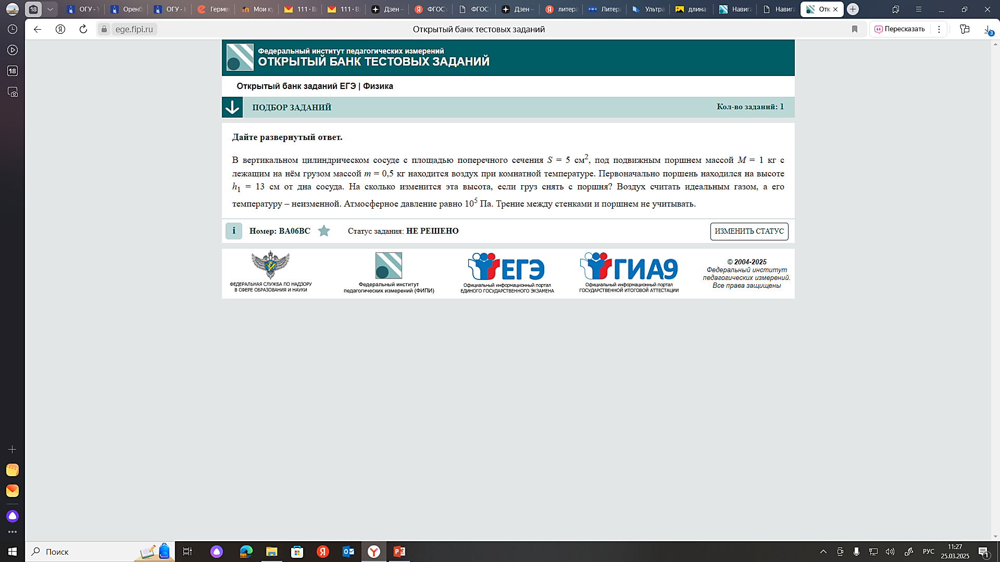 18
ОГУ - У
Оренб
ОГУ - К
Герме
Мои ку
111 · В
111 · В
Дзен –
ФГОС
ФГОС
Дзен –
литера
Литер
Ультра
длина
Навига
Навига
Отк
ege.fipi.ru
Открытый банк тестовых заданий
Пересказать
3
18
Федеральный институт педагогических измерений
ОТКРЫТЫЙ БАНК ТЕСТОВЫХ ЗАДАНИЙ
Открытый банк заданий ЕГЭ | Физика
ПОДБОР ЗАДАНИЙ
Кол-во заданий: 1
Дайте развернутый ответ.
В вертикальном цилиндрическом сосуде с площадью поперечного сечения S = 5 см², под подвижным поршнем массой M = 1 кг с
лежащим на нём грузом массой m = 0,5 кг находится воздух при комнатной температуре. Первоначально поршень находился на высоте
h₁ = 13 см от дна сосуда. На сколько изменится эта высота, если груз снять с поршня? Воздух считать идеальным газом, а его
температуру – неизменной. Атмосферное давление равно 10⁵ Па. Трение между стенками и поршнем не учитывать.
i
Номер: BA06BC
Статус задания: НЕ РЕШЕНО
ИЗМЕНИТЬ СТАТУС
ФЕДЕРАЛЬНАЯ СЛУЖБА ПО НАДЗОРУ
В СФЕРЕ ОБРАЗОВАНИЯ И НАУКИ
Федеральный институт
педагогических измерений (ФИПИ)
ЕГЭ
Официальный информационный портал
ЕДИНОГО ГОСУДАРСТВЕННОГО ЭКЗАМЕНА
ГИА9
Официальный информационный портал
ГОСУДАРСТВЕННОЙ ИТОГОВОЙ АТТЕСТАЦИИ
© 2004-2025
Федеральный институт
педагогических измерений.
Все права защищены
Поиск
РУС
11:27
25.03.2025
1